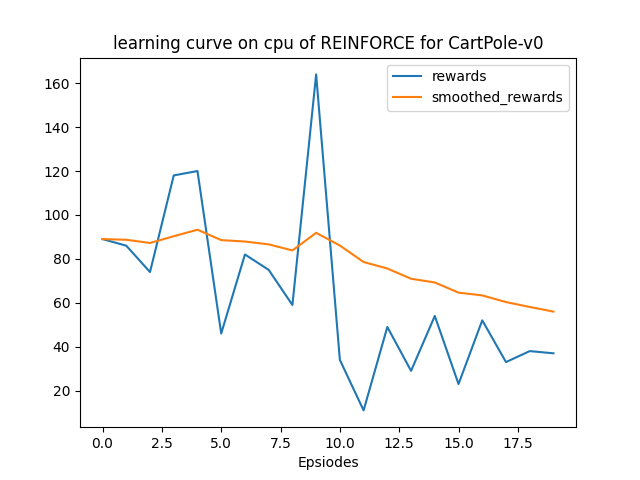 learning curve on cpu of REINFORCE for CartPole-v0
rewards
smoothed_rewards
160
140
120
100
80
60
40
20
0.0 2.5 5.0 7.5 10.0 12.5 15.0 17.5
Epsiodes